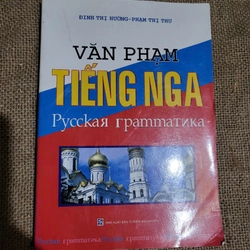 ĐINH THỊ HƯƠNG - PHẠM THỊ THU
VĂN PHẠM
TIẾNG NGA
Русская грамматика